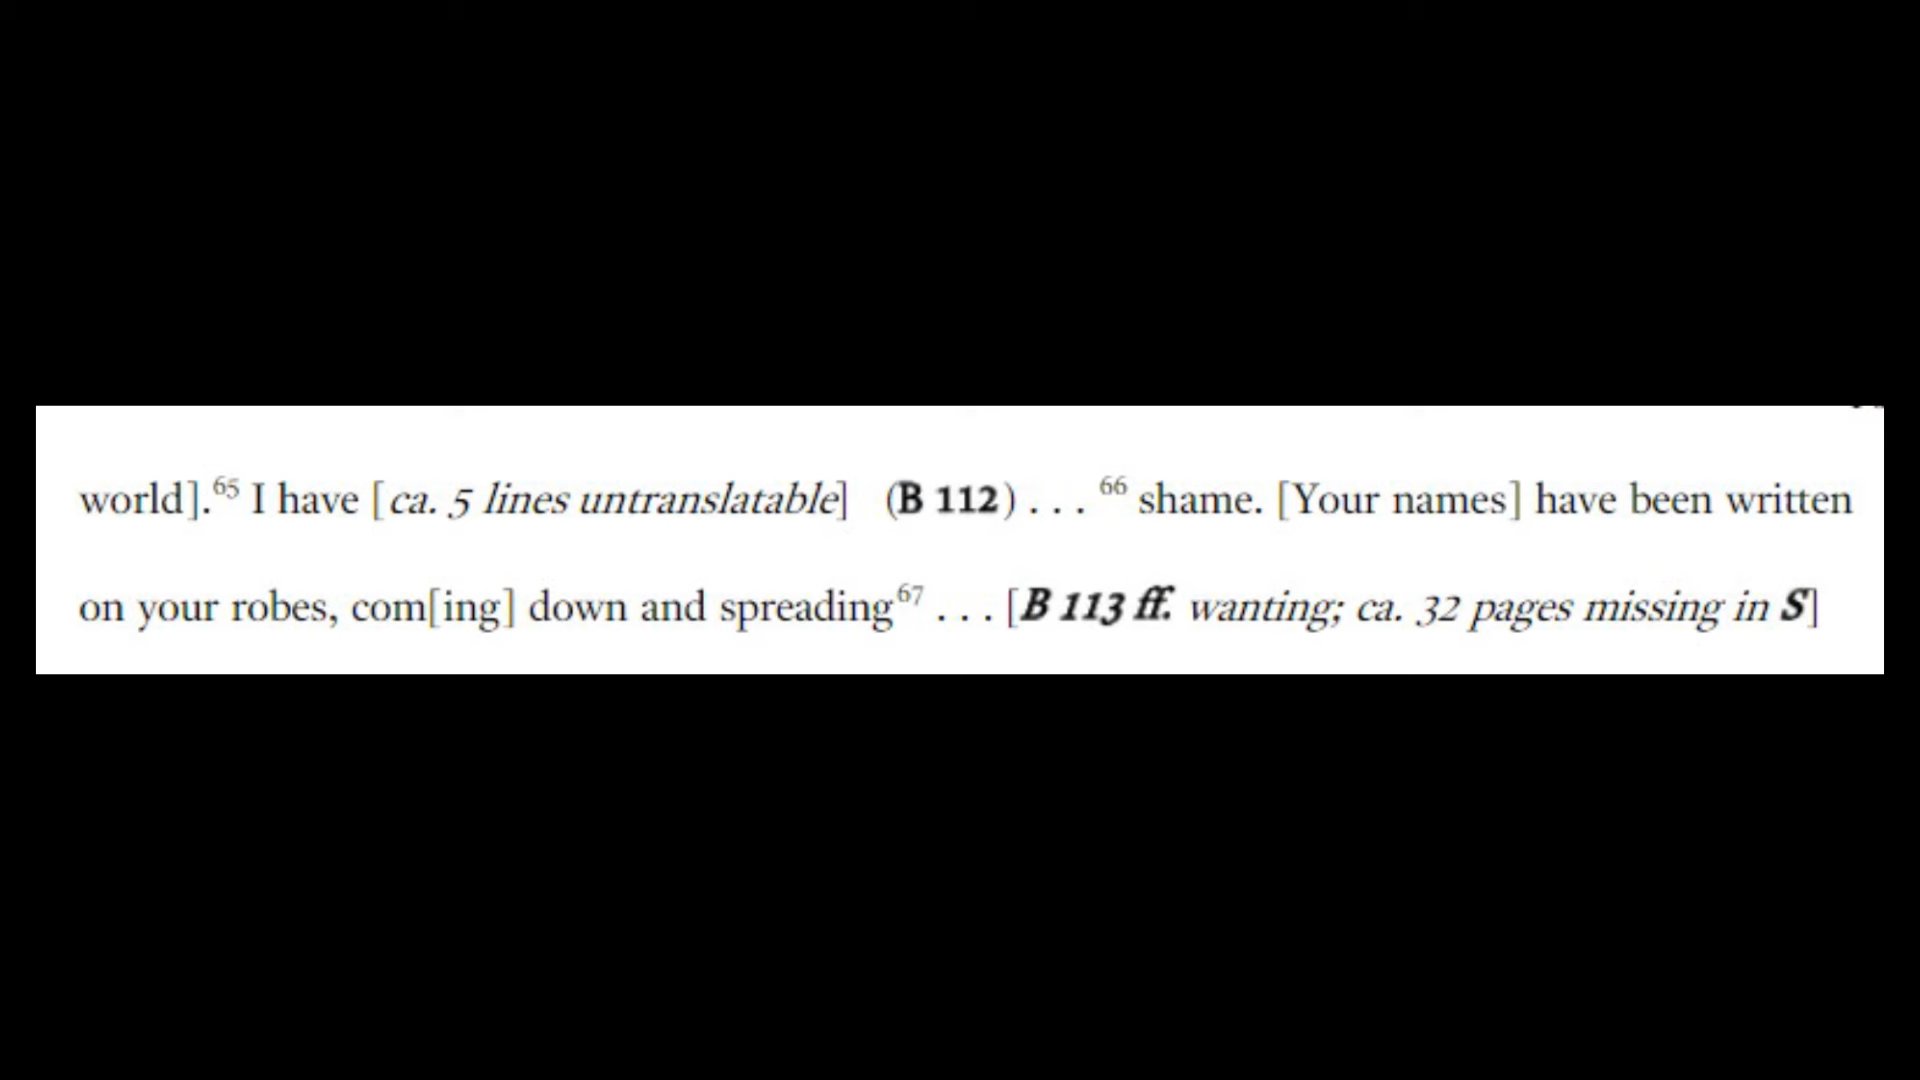 world].65 I have [ca. 5 lines untranslatable] (B 112) . . . 66 shame. [Your names] have been written
on your robes, com[ing] down and spreading67 . . . [B 113 ff. wanting; ca. 32 pages missing in S]